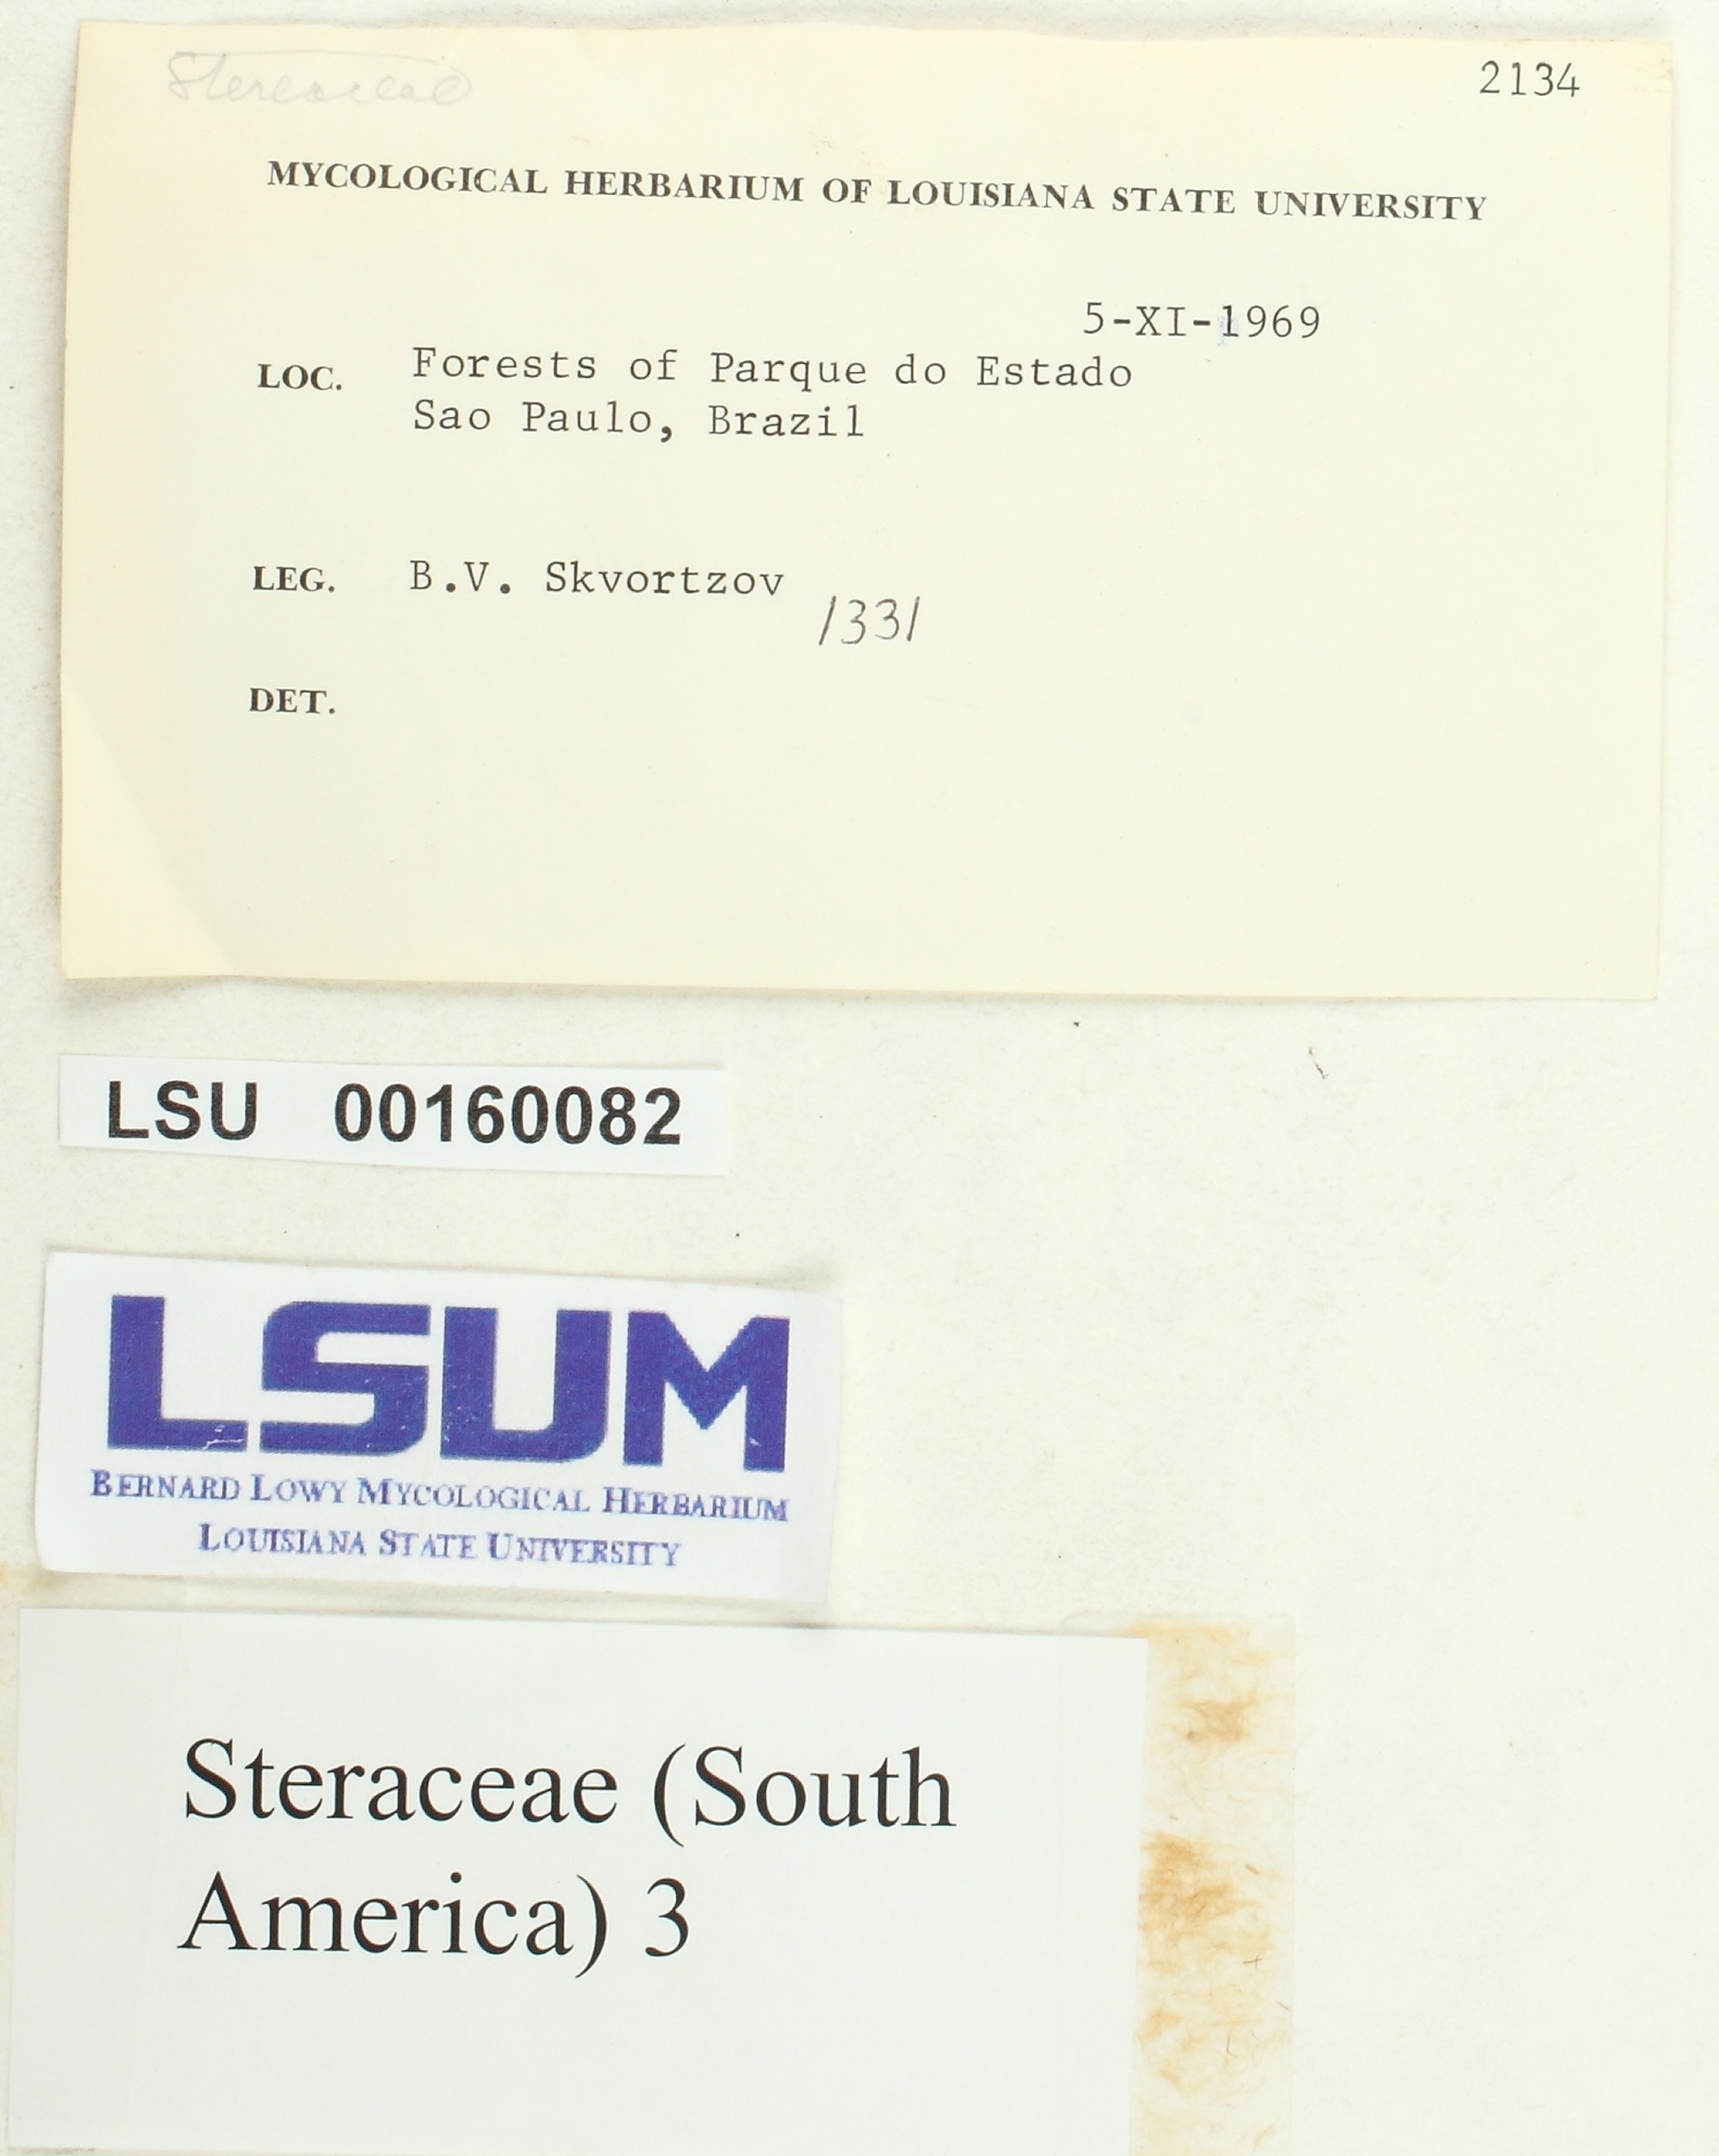 Stereaceae
2134
MYCOLOGICAL HERBARIUM OF LOUISIANA STATE UNIVERSITY
5-XI-1969
LOC. Forests of Parque do Estado
Sao Paulo, Brazil
LEG. B.V. Skvortzov
1331
DET.
LSU 00160082
LSUM
BERNARD LOWY MYCOLOGICAL HERBARIUM
LOUISIANA STATE UNIVERSITY
Steraceae (South
America) 3